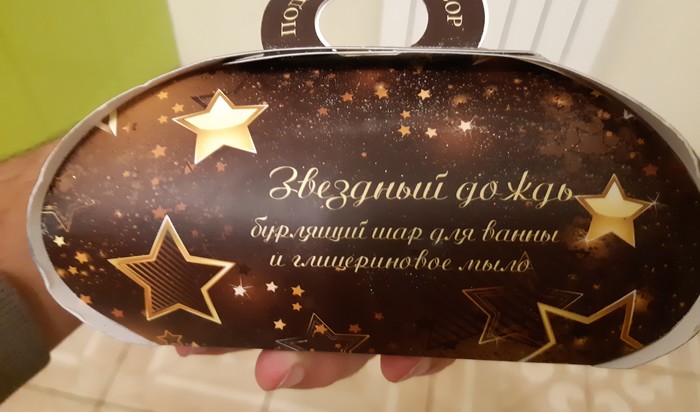 Звездный дождь
бурлящий шар для ванны
и глицериновое мыло